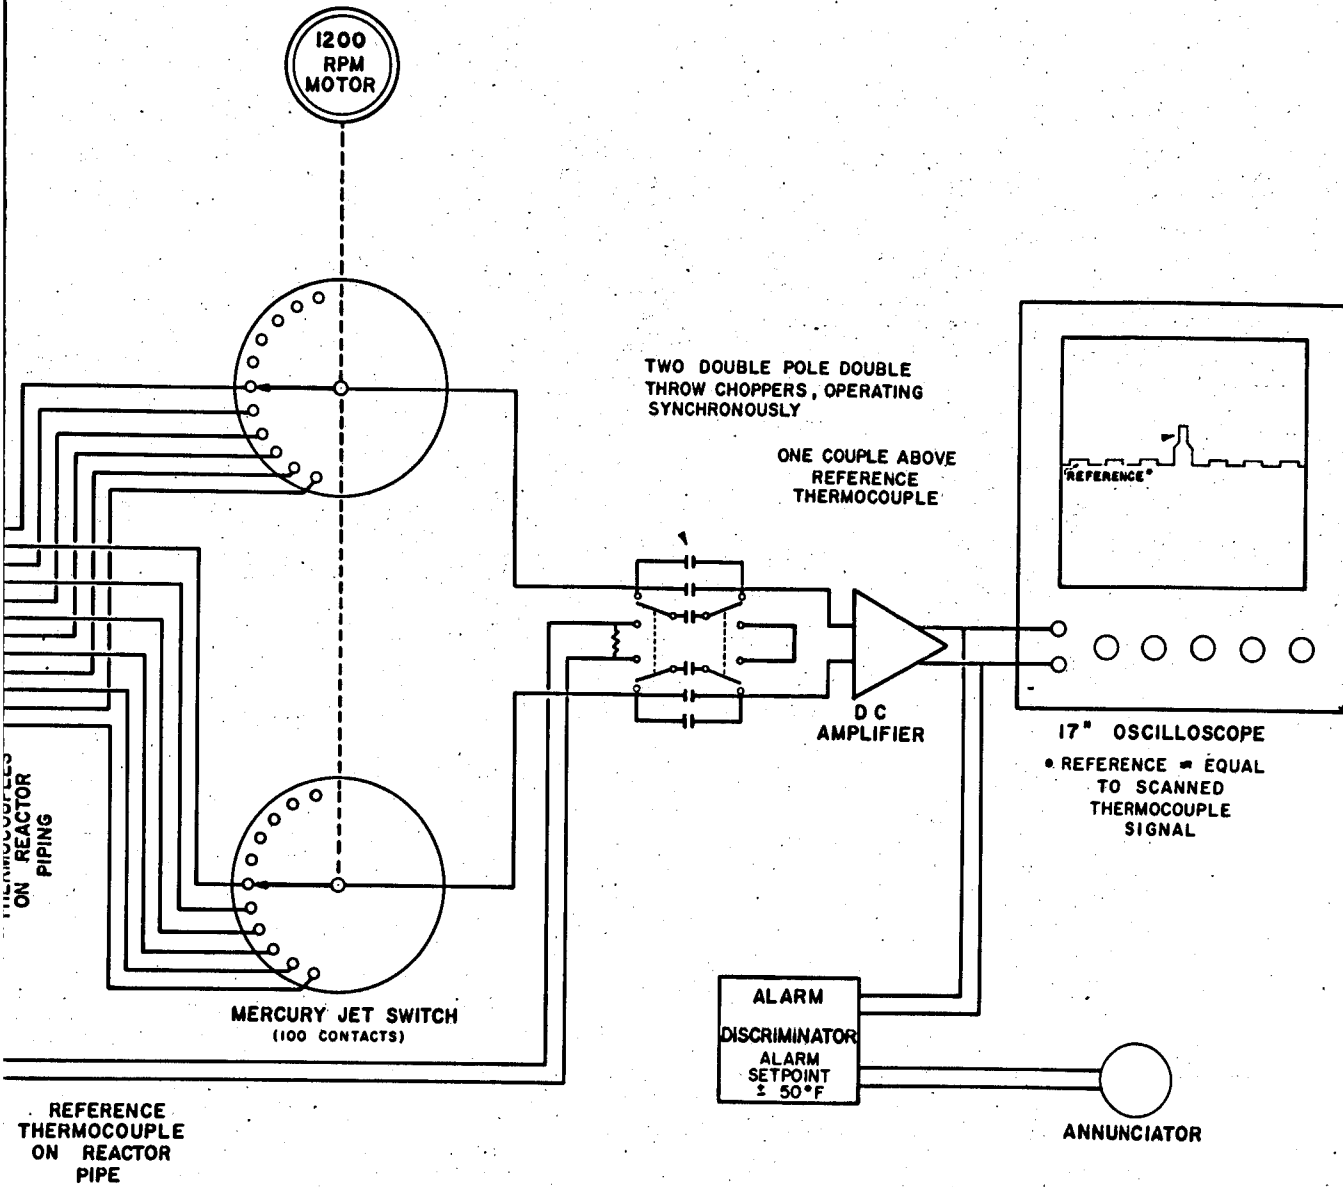 1200
RPM
MOTOR
TWO DOUBLE POLE DOUBLE
THROW CHOPPERS, OPERATING
SYNCHRONOUSLY
ONE COUPLE ABOVE
REFERENCE
THERMOCOUPLE
REFERENCE*
DC
AMPLIFIER
17" OSCILLOSCOPE
* REFERENCE = EQUAL
TO SCANNED
THERMOCOUPLE
SIGNAL
THERMOCOUPLES
ON REACTOR
PIPING
MERCURY JET SWITCH
(100 CONTACTS)
ALARM
DISCRIMINATOR
ALARM
SETPOINT
± 50°F
ANNUNCIATOR
REFERENCE
THERMOCOUPLE
ON REACTOR
PIPE